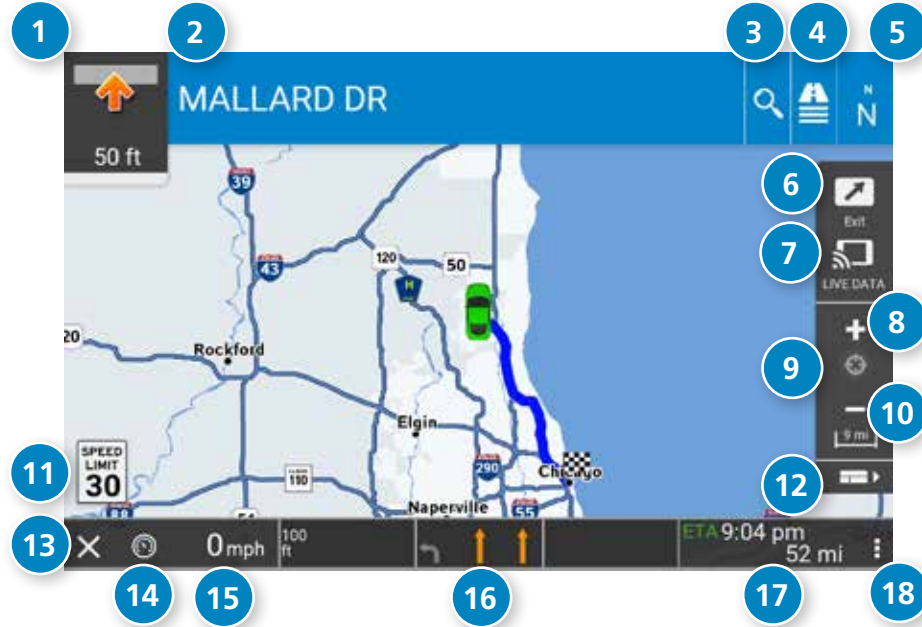 1
2
3
4
5
MALLARD DR
N
N
50 ft
39
6
Exit
7
LIVE DATA
43
120
50
H
8
9
20
Rockford
10
9 mi
Elgin
SPEED
LIMIT
30
11
110
290
Chicago
12
88
Naperville
55
13
0 mph
100
ft
ETA 9:04 pm
52 mi
14
15
16
17
18